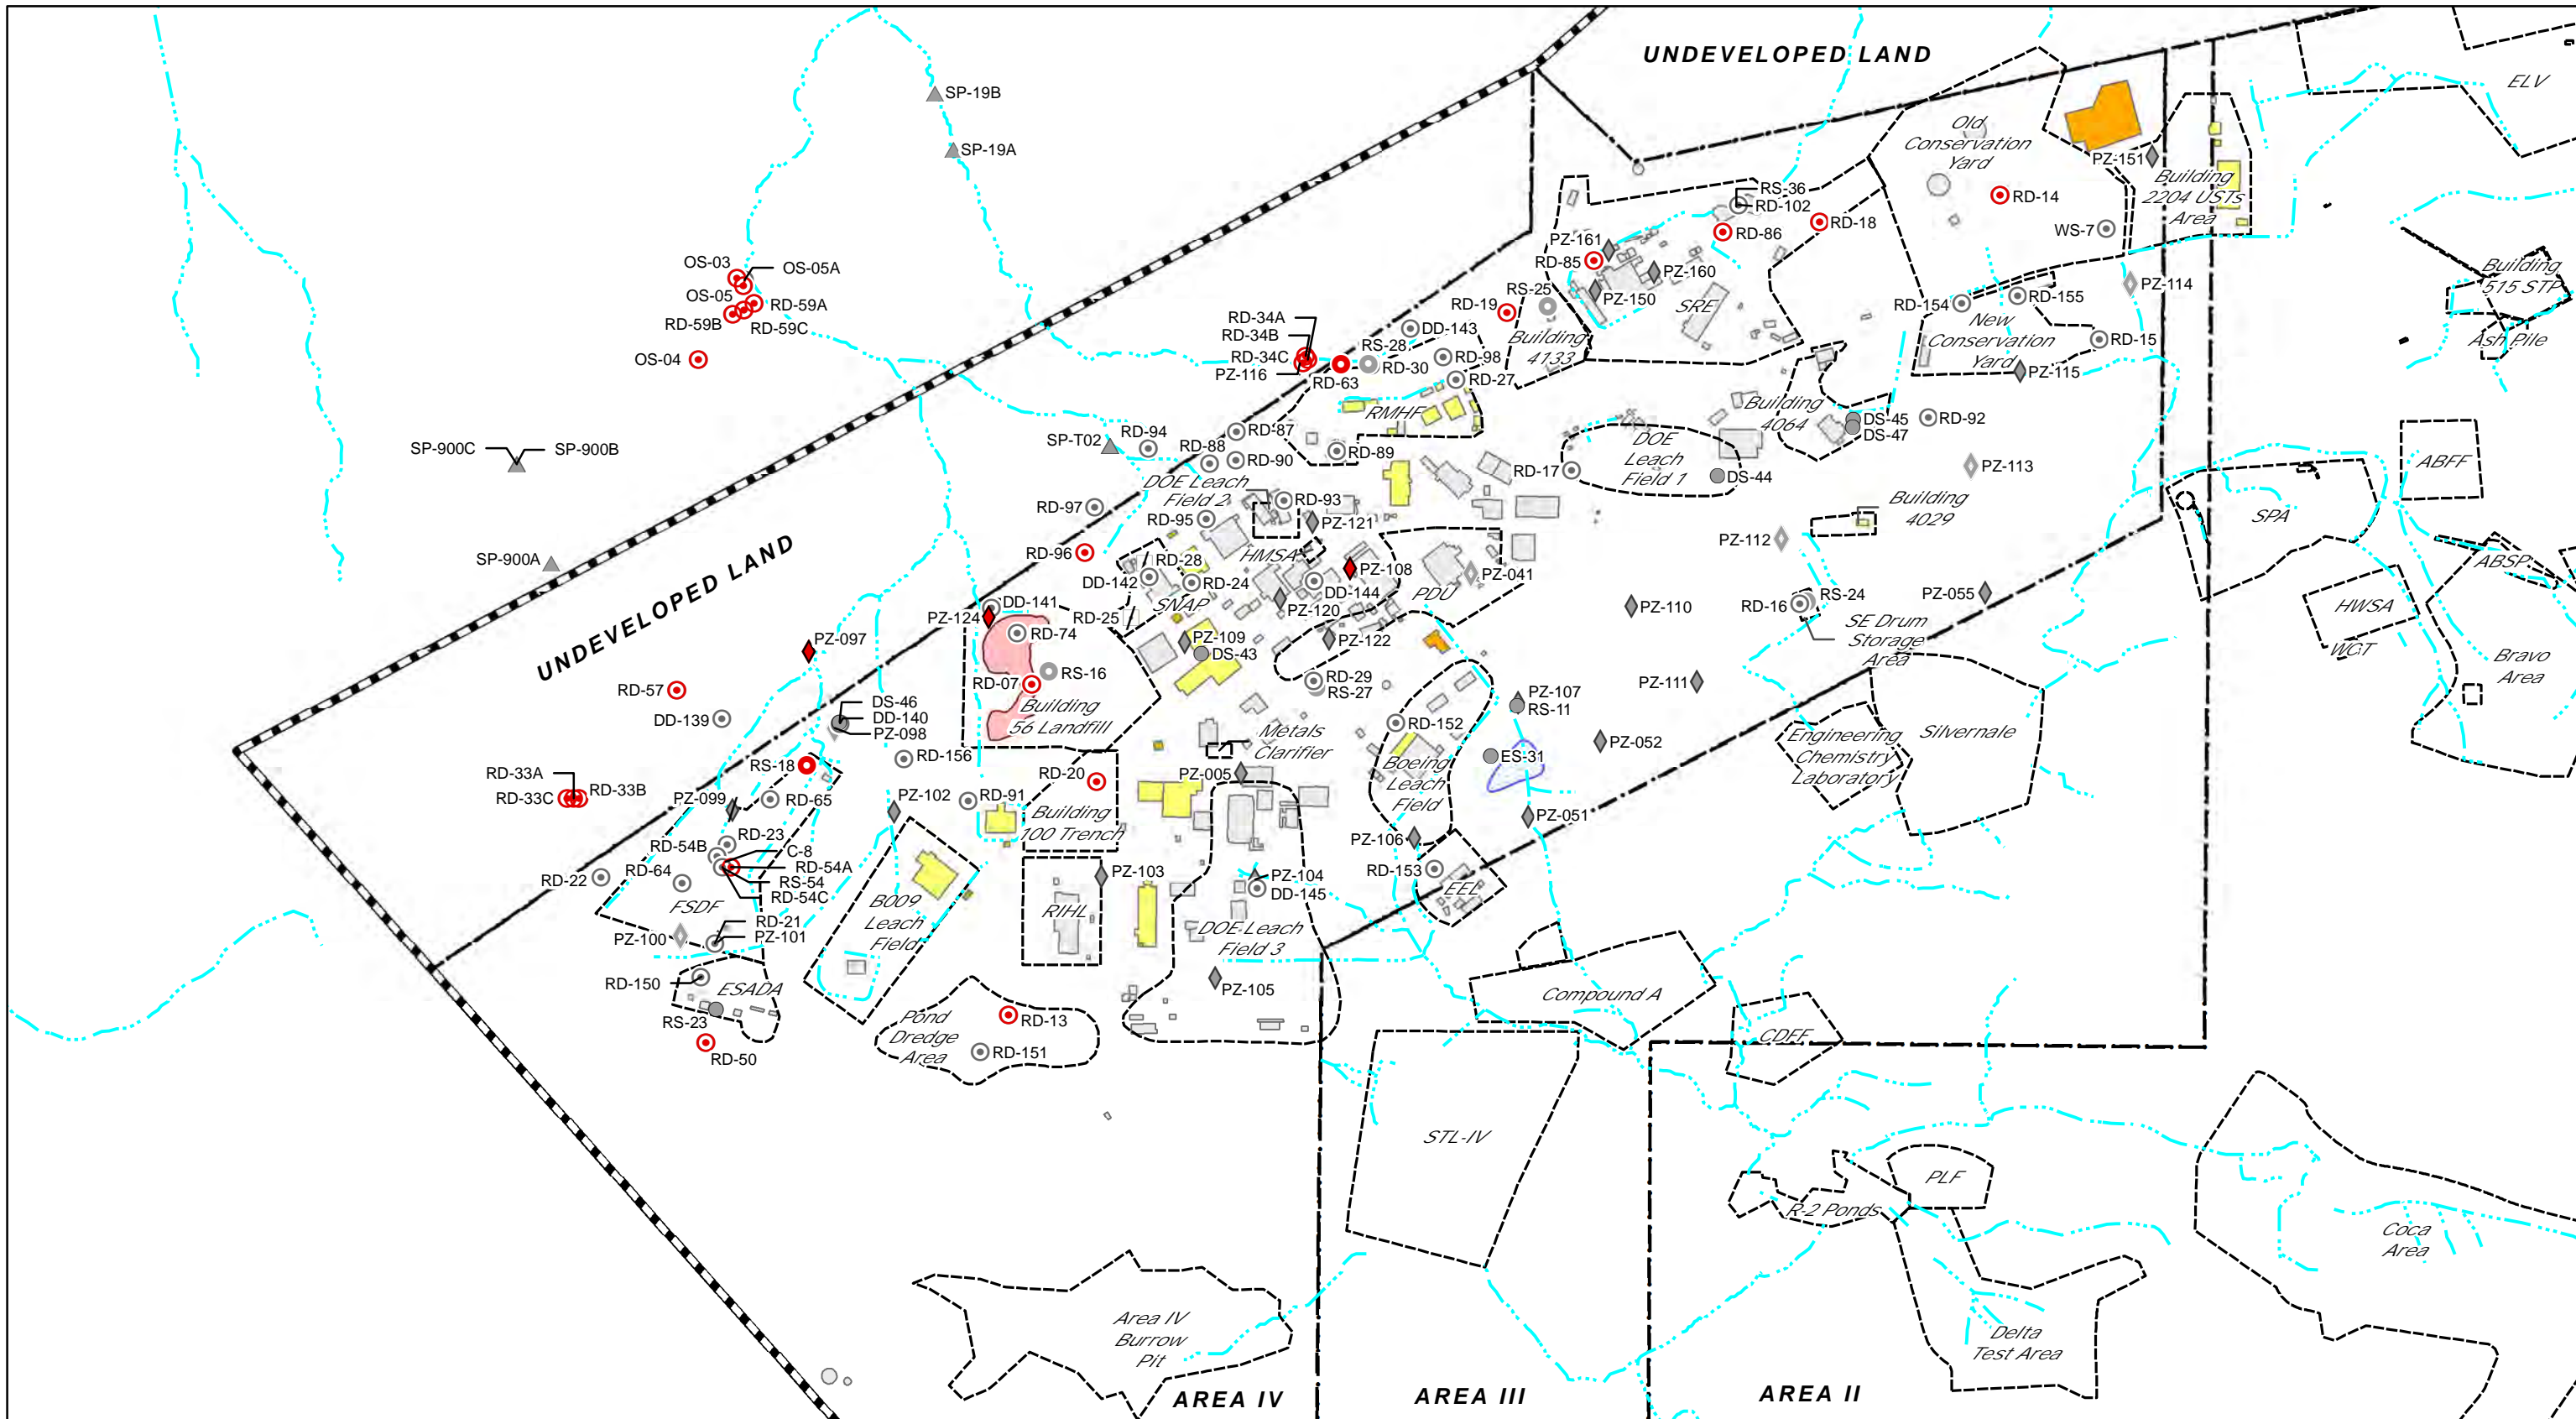 UNDEVELOPED LAND
ELV
SP-19B
SP-19A
Old
Conservation
Yard
PZ-151
Building
2204 USTs
Area
RS-36
RD-102
RD-14
RD-18
RD-86
WS-7
PZ-161
RD-85
PZ-160
PZ-150
SRE
RS-25
RD-19
Building
4133
OS-03
OS-05A
OS-05
RD-59A
RD-59B
RD-59C
OS-04
RD-34A
RD-34B
RD-34C
PZ-116
RD-63
DD-143
RS-28
RD-30
RD-98
RD-27
RMHF
PZ-114
RD-154
RD-155
New
Conservation
Yard
RD-15
PZ-115
Building
515 STP
Ash Pile
Building
4064
DS-45
DS-47
RD-92
PZ-113
SP-900C
SP-900B
SP-900A
SP-T02
RD-94
RD-87
RD-88
RD-90
RD-89
DOE
Leach
Field 1
RD-17
DS-44
ABFF
Building
4029
SPA
DOE Leach
Field 2
RD-93
RD-97
RD-95
PZ-121
RD-96
HMSA
RD-28
DD-142
RD-24
SNAP
PZ-108
DD-144
PZ-120
PDU
PZ-041
PZ-112
ABSP
HWSA
WCT
Bravo
Area
UNDEVELOPED LAND
DD-141
PZ-124
RD-25
RD-74
PZ-109
DS-43
PZ-122
PZ-110
RD-16
RS-24
PZ-055
SE Drum
Storage
Area
PZ-097
RD-57
DD-139
RS-16
RD-07
Building
56 Landfill
RD-29
RS-27
PZ-107
RS-11
PZ-111
DS-46
DD-140
PZ-098
RD-156
Metals
Clarifier
RD-152
PZ-052
ES-31
Boeing
Leach
Field
Engineering
Chemistry
Laboratory
Silvernale
RD-33A
RD-33B
RD-33C
RS-18
RD-65
PZ-099
PZ-102
RD-91
RD-20
Building
100 Trench
PZ-005
PZ-051
PZ-106
RD-153
EEL
RD-23
RD-54B
C-8
RD-54A
RS-54
RD-54C
RD-64
RD-22
FSDF
RD-21
PZ-101
PZ-100
B009
Leach
Field
RIHL
PZ-103
PZ-104
DD-145
DOE Leach
Field 3
PZ-105
RD-150
ESADA
RS-23
RD-50
Pond
Dredge
Area
RD-13
RD-151
Compound A
CDFF
STL-IV
PLF
R-2 Ponds
Coca
Area
Delta
Test Area
Area IV
Burrow
Pit
AREA IV
AREA III
AREA II